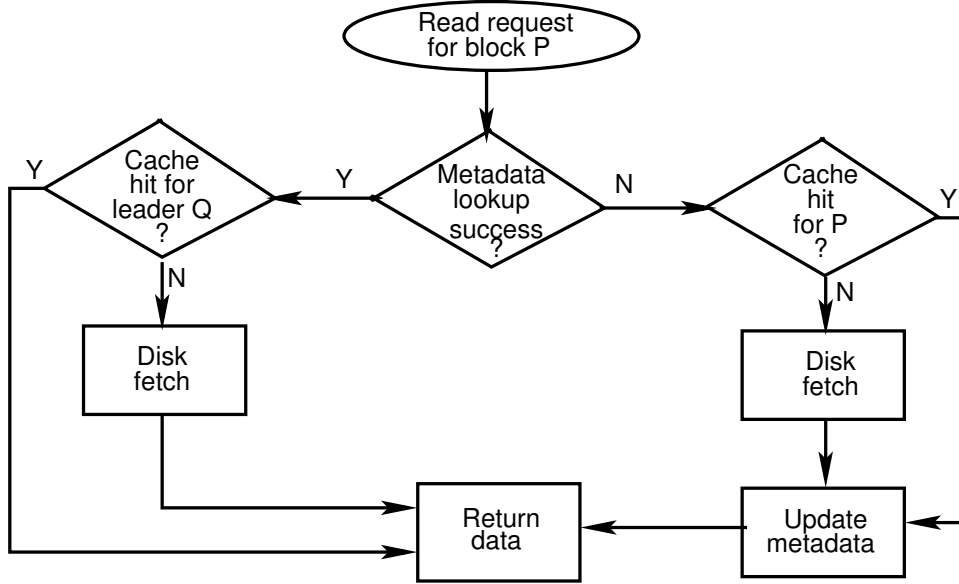 Read request
for block P
Metadata
lookup
success
?
Y
N
Cache
hit for
leader Q
?
Y
N
Cache
hit
for P
?
Y
N
Disk
fetch
Disk
fetch
Return
data
Update
metadata